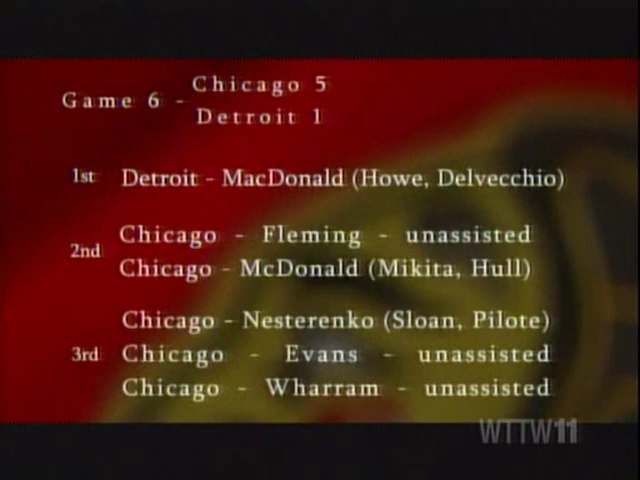 Game 6 - Chicago 5
Detroit 1
1st Detroit - MacDonald (Howe, Delvecchio)
2nd
Chicago - Fleming - unassisted
Chicago - McDonald (Mikita, Hull)
Chicago - Nesterenko (Sloan, Pilote)
3rd Chicago - Evans - unassisted
Chicago - Wharram - unassisted
WTTW11